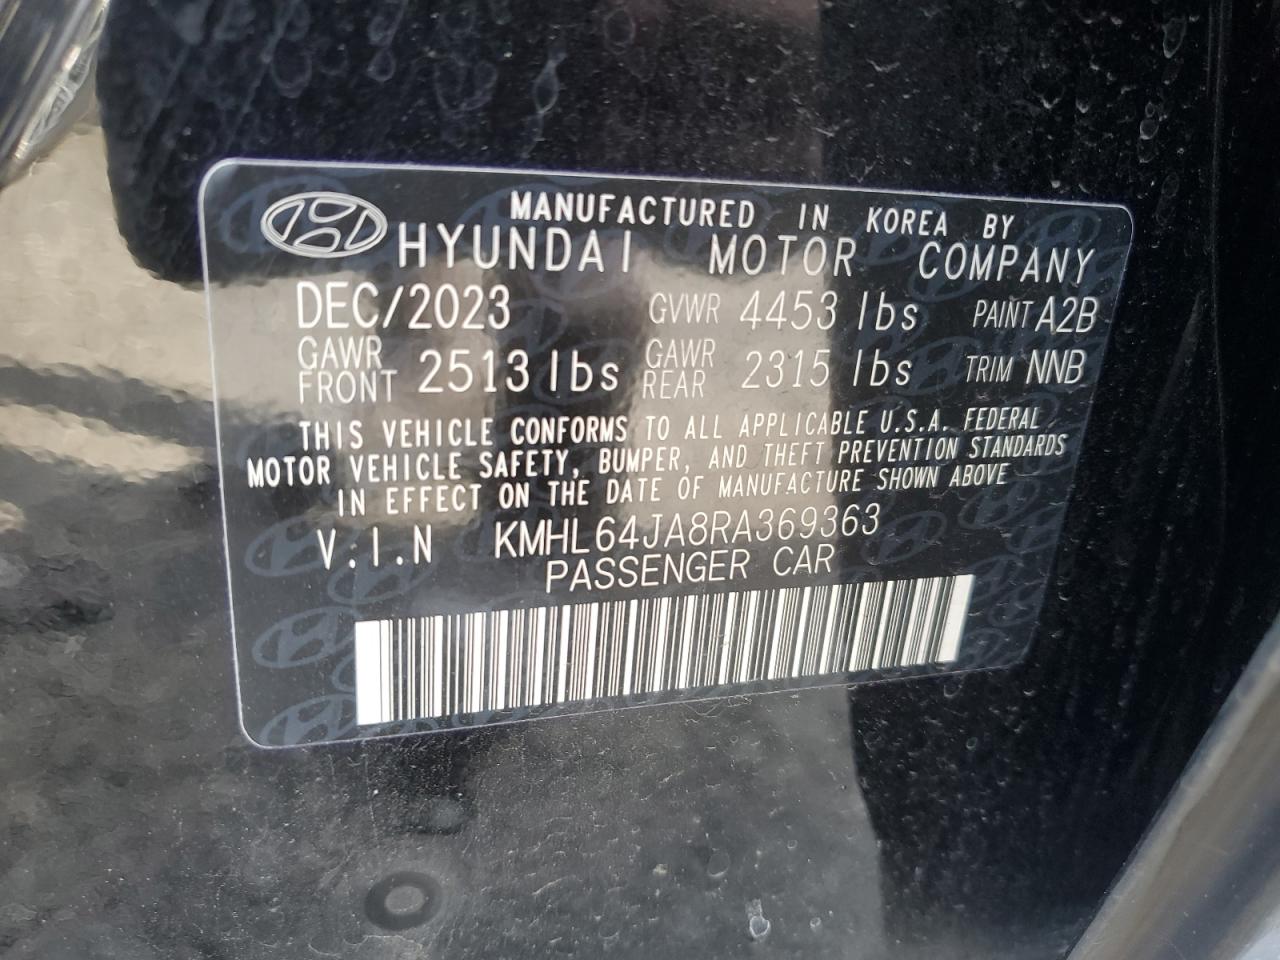 MANUFACTURED IN KOREA BY
HYUNDAI MOTOR COMPANY
DEC/2023 GVWR 4453 lbs PAINT A2B
GAWR FRONT 2513 lbs GAWR REAR 2315 lbs TRIM NNB
THIS VEHICLE CONFORMS TO ALL APPLICABLE U.S.A. FEDERAL
MOTOR VEHICLE SAFETY, BUMPER, AND THEFT PREVENTION STANDARDS
IN EFFECT ON THE DATE OF MANUFACTURE SHOWN ABOVE
V.I.N KMHL64JA8RA369363
PASSENGER CAR